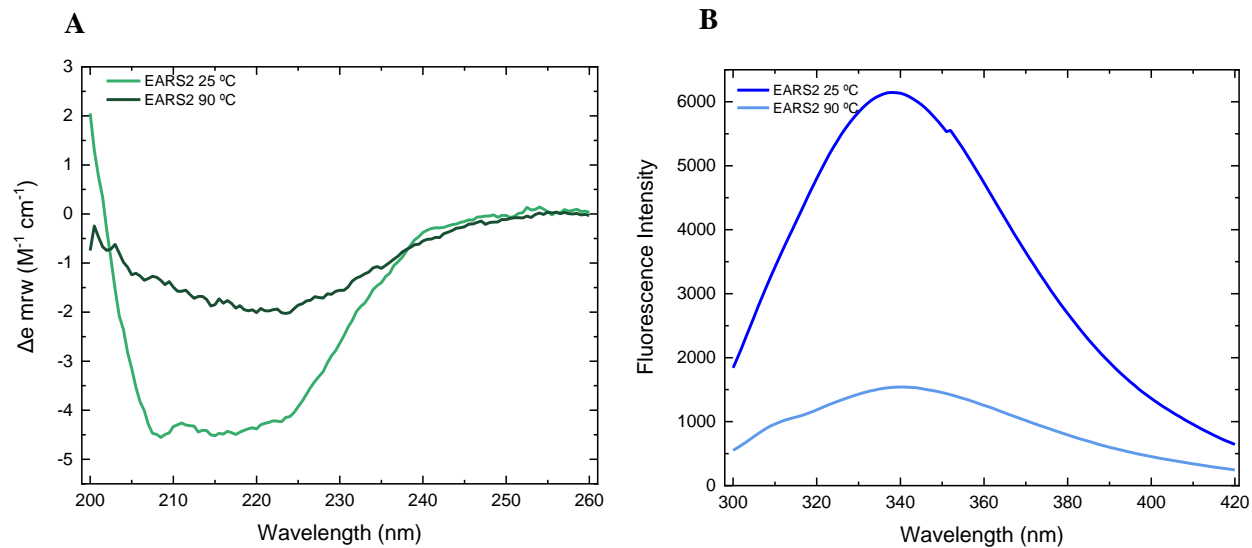 A
EARS2 25 ºC
EARS2 90 ºC
3
2
1
0
-1
-2
-3
-4
-5
Δe mrw (M⁻¹ cm⁻¹)
200 210 220 230 240 250 260
Wavelength (nm)
B
EARS2 25 ºC
EARS2 90 ºC
6000
5000
4000
3000
2000
1000
0
Fluorescence Intensity
300 320 340 360 380 400 420
Wavelength (nm)